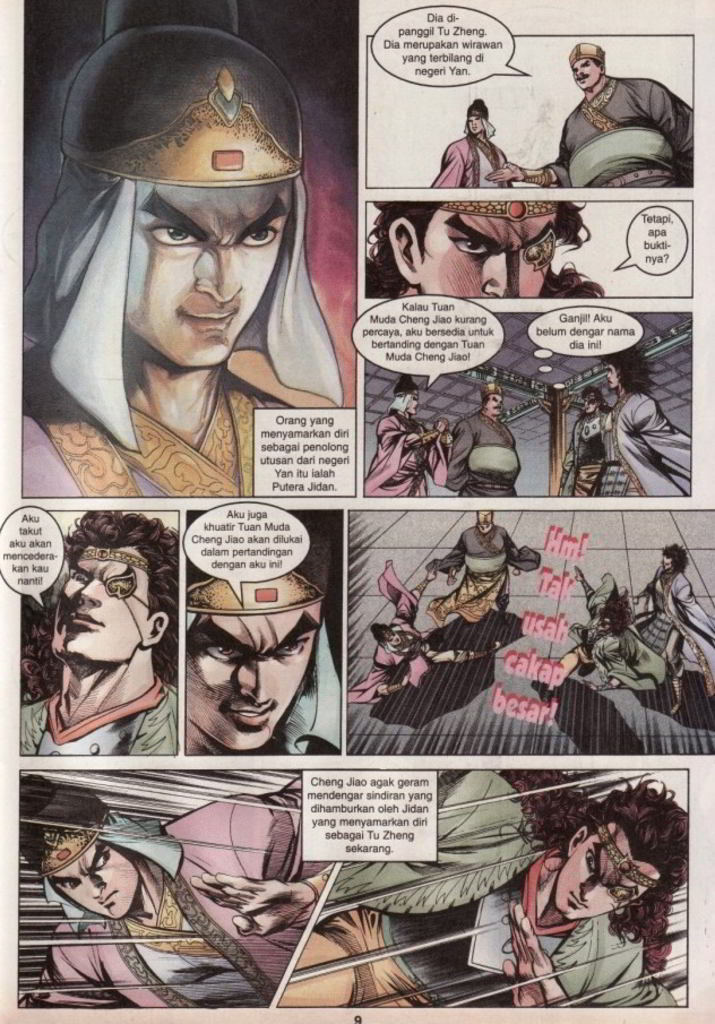 Orang yang
menyamarkan diri
sebagai penolong
utusan dari negeri
Yan itu ialah
Putera Jidan.
Dia di-
panggil Tu Zheng.
Dia merupakan wirawan
yang terbilang di
negeri Yan.
Tetapi,
apa
bukti-
nya?
Kalau Tuan
Muda Cheng Jiao kurang
percaya, aku bersedia untuk
bertanding dengan Tuan
Muda Cheng Jiao!
Ganjil! Aku
belum dengar nama
dia ini!
Aku
takut
aku akan
mencedera-
kan kau
nanti!
Aku juga
khuatir Tuan Muda
Cheng Jiao akan dilukai
dalam pertandingan
dengan aku ini!
Hm!
Tak
usah
cakap
besar!
Cheng Jiao agak geram
mendengar sindiran yang
dihamburkan oleh Jidan
yang menyamarkan diri
sebagai Tu Zheng
sekarang.
9